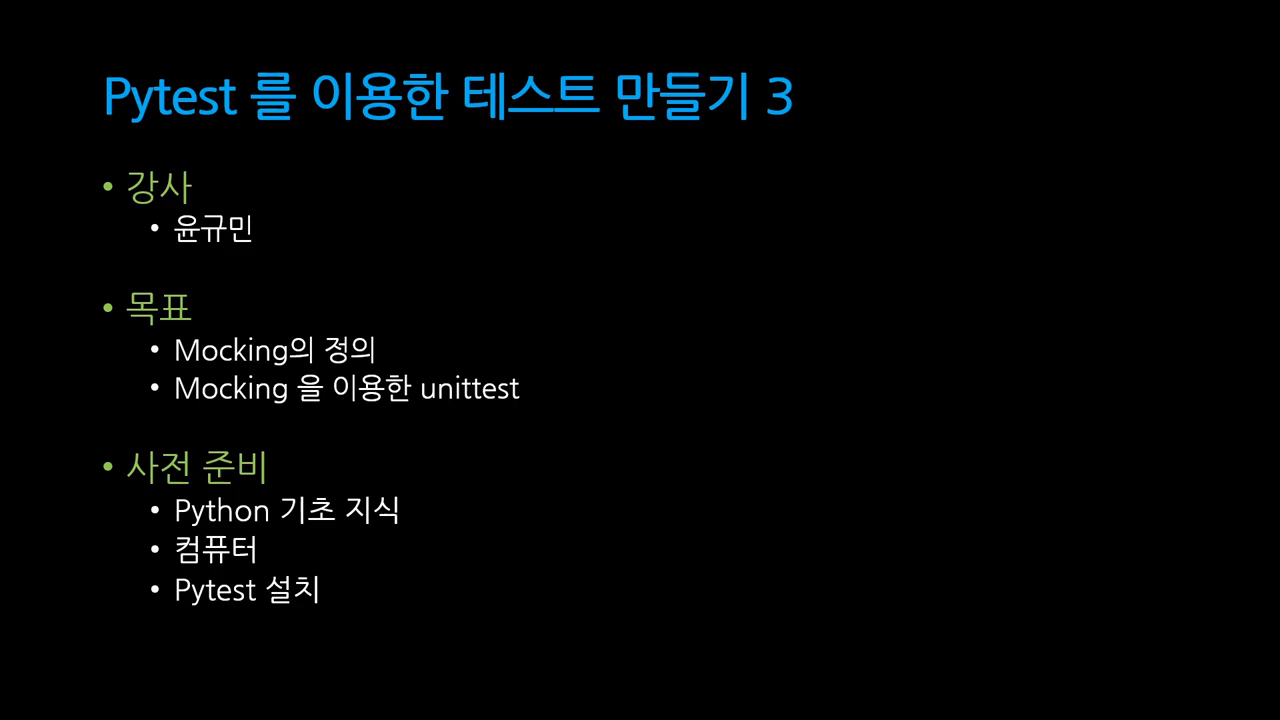 Pytest 를 이용한 테스트 만들기 3
• 강사
• 윤규민
• 목표
• Mocking의 정의
• Mocking 을 이용한 unittest
• 사전 준비
• Python 기초 지식
• 컴퓨터
• Pytest 설치